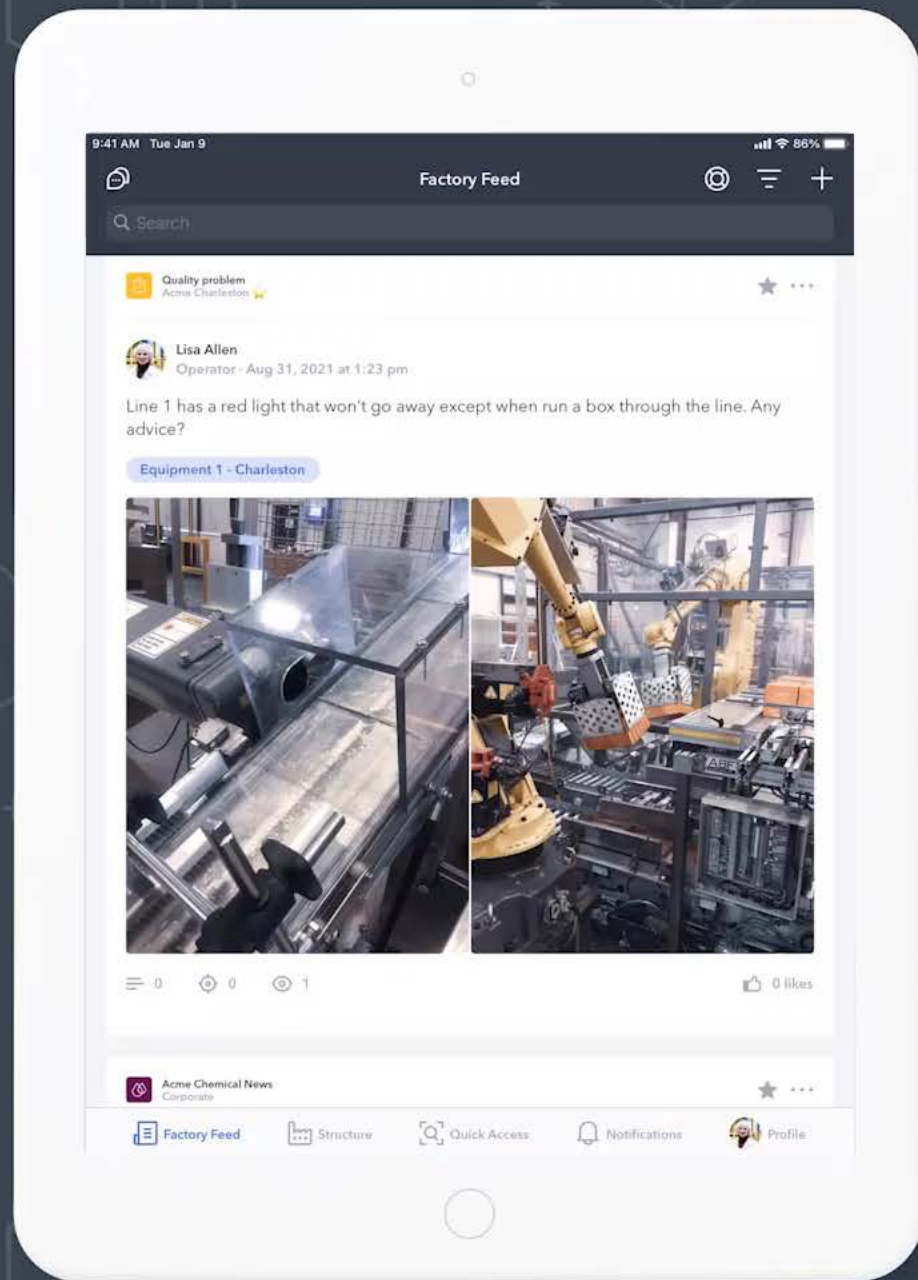 9:41 AM Tue Jan 9
86%
Factory Feed
Search
Quality problem
Acme Charleston
Lisa Allen
Operator · Aug 31, 2021 at 1:23 pm
Line 1 has a red light that won't go away except when run a box through the line. Any
advice?
Equipment 1 - Charleston
ABB
0 0 1
0 likes
Acme Chemical News
Corporate
Factory Feed Structure Quick Access Notifications Profile